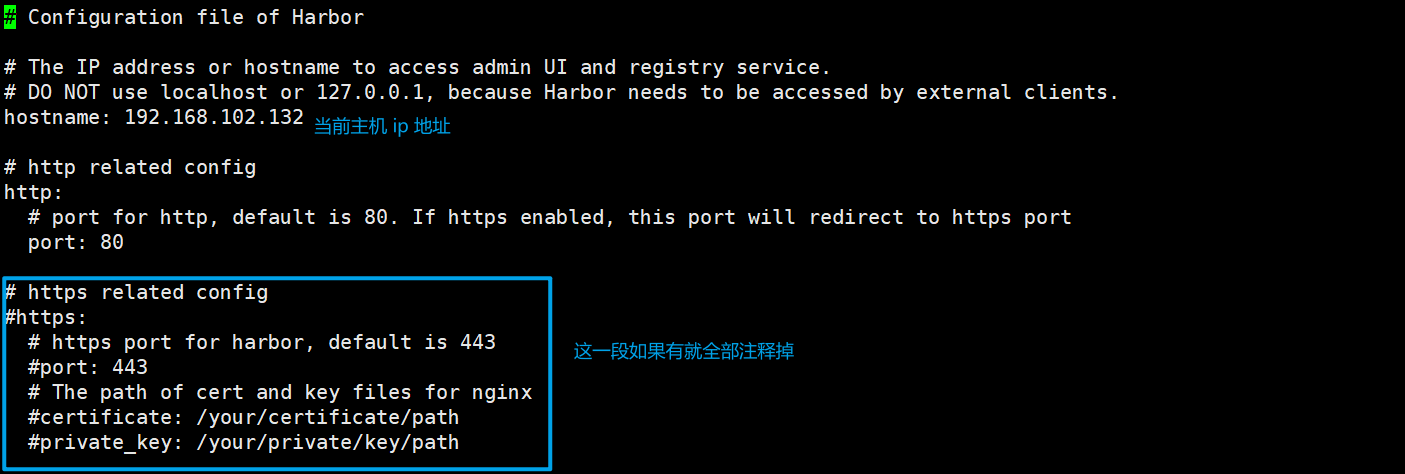 # Configuration file of Harbor
# The IP address or hostname to access admin UI and registry service.
# DO NOT use localhost or 127.0.0.1, because Harbor needs to be accessed by external clients.
hostname: 192.168.102.132 当前主机 ip 地址
# http related config
http:
  # port for http, default is 80. If https enabled, this port will redirect to https port
  port: 80
# https related config
#https:
  # https port for harbor, default is 443
  #port: 443
  # The path of cert and key files for nginx
  #certificate: /your/certificate/path
  #private_key: /your/private/key/path
这一段如果有就全部注释掉